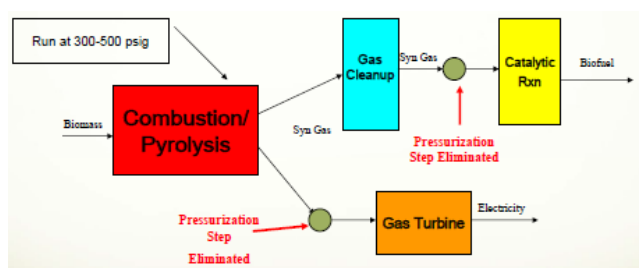 Run at 300-500 psig
Gas
Cleanup
Syn Gas
Catalytic
Rxn
Biofuel
Biomass
Combustion/
Pyrolysis
Syn Gas
Pressurization
Step Eliminated
Pressurization
Step
Eliminated
Gas Turbine
Electricity